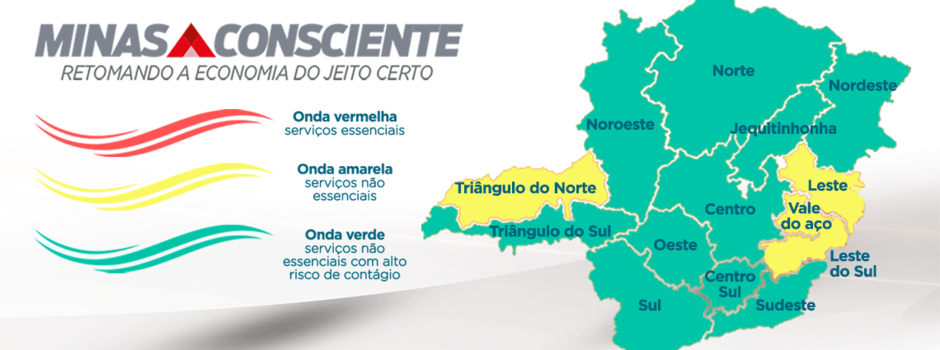 MINAS CONSCIENTE
RETOMANDO A ECONOMIA DO JEITO CERTO
Onda vermelha
serviços essenciais
Onda amarela
serviços não
essenciais
Onda verde
serviços não
essenciais com alto
risco de contágio
Norte
Nordeste
Noroeste
Jequitinhonha
Triângulo do Norte
Leste
Centro
Vale
do aço
Triângulo do Sul
Oeste
Leste
do Sul
Centro
Sul
Sul
Sudeste